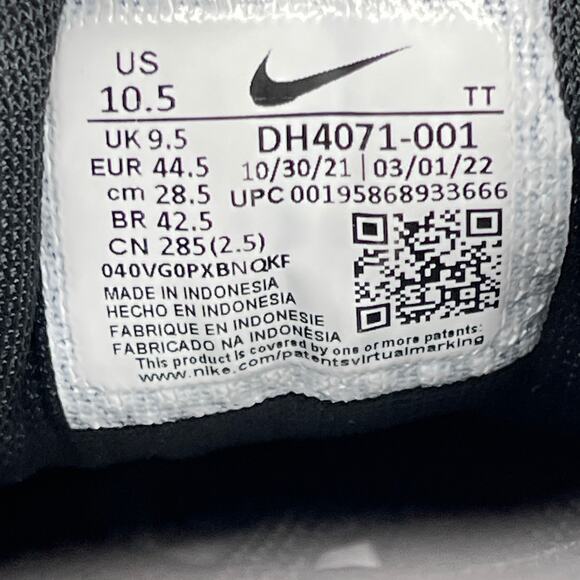 US
10.5
TT
UK 9.5
EUR 44.5
cm 28.5
BR 42.5
CN 285(2.5)
DH4071-001
10/30/21 | 03/01/22
UPC 00195868933666
040VG0PXBNQKF
MADE IN INDONESIA
HECHO EN INDONESIA
FABRIQUE EN INDONESIE
FABRICADO NA INDONÈSIA
This product is covered by one or more patents:
www.nike.com/patentsvirtualmarking